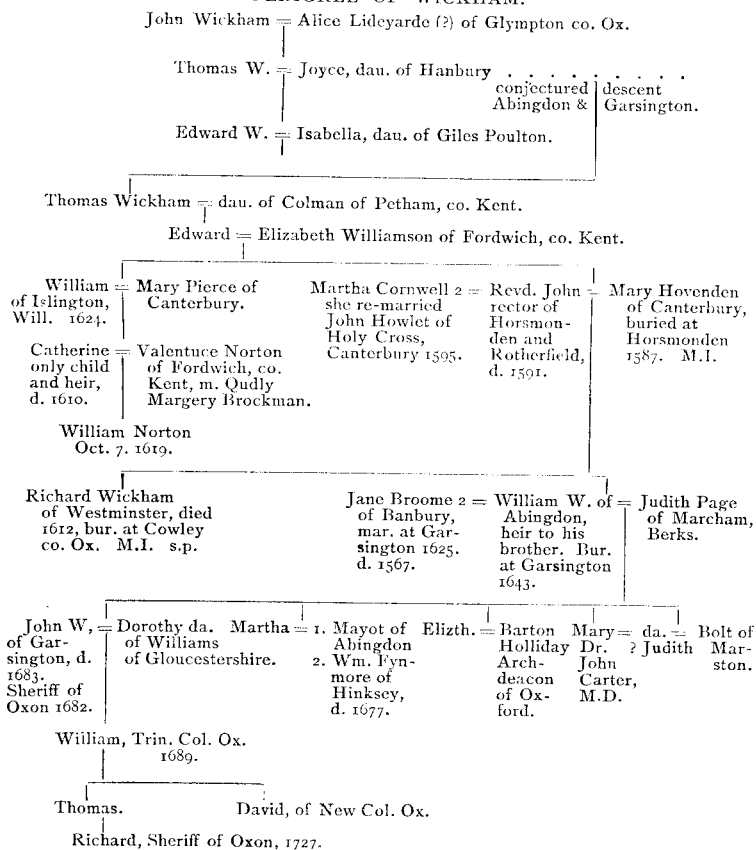 PEDIGREE OF WICKHAM.
John Wickham = Alice Lideyarde (?) of Glympton co. Ox.
Thomas W. = Joyce, dau. of Hanbury . . . . . . . . .
conjectured descent
Abingdon & Garsington.
Edward W. = Isabella, dau. of Giles Poulton.
Thomas Wickham = dau. of Colman of Petham, co. Kent.
Edward = Elizabeth Williamson of Fordwich, co. Kent.
William
of Islington,
Will. 1624.
= Mary Pierce of
Canterbury.
Martha Cornwell 2 =
she re-married
John Howlet of
Holy Cross,
Canterbury 1595.
Revd. John =
rector of
Horsmon-
den and
Rotherfield,
d. 1591.
Mary Hovenden
of Canterbury,
buried at
Horsmonden
1587. M.I.
Catherine =
only child
and heir,
d. 1610.
Valentuce Norton
of Fordwich, co.
Kent, m. Qudly
Margery Brockman.
William Norton
Oct. 7. 1619.
Richard Wickham
of Westminster, died
1612, bur. at Cowley
co. Ox. M.I. s.p.
Jane Broome 2 =
of Banbury,
mar. at Gar-
sington 1625.
d. 1567.
William W. of =
Abingdon,
heir to his
brother. Bur.
at Garsington
1643.
Judith Page
of Marcham,
Berks.
John W, =
of Gar-
sington, d.
1683.
Sheriff of
Oxon 1682.
Dorothy da.
of Williams
of Gloucestershire.
Martha =
1. Mayot of
Abingdon
2. Wm. Fyn-
more of
Hinksey,
d. 1677.
Elizth. =
Barton
Holliday
Arch-
deacon
of Ox-
ford.
Mary =
Dr.
John
Carter,
M.D.
da. =
? Judith
Bolt of
Mar-
ston.
William, Trin. Col. Ox.
1689.
Thomas.
David, of New Col. Ox.
Richard, Sheriff of Oxon, 1727.